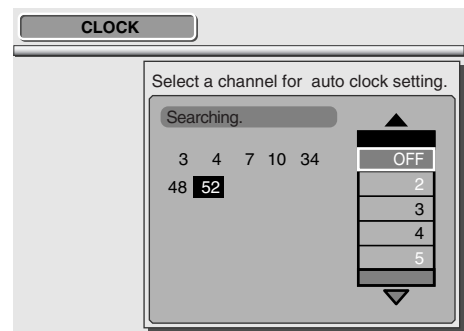 CLOCK
Select a channel for auto clock setting.
Searching.
3 4 7 10 34
48 52
OFF
2
3
4
5